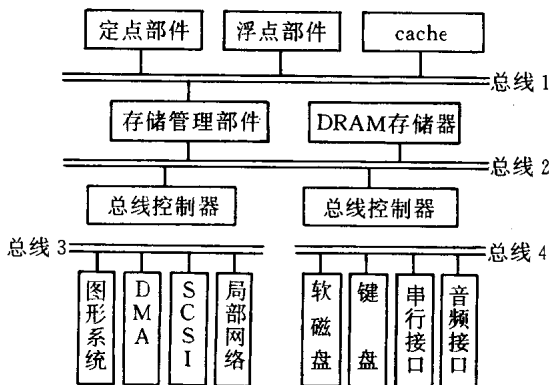 定点部件
浮点部件
cache
总线 1
存储管理部件
DRAM存储器
总线 2
总线控制器
总线控制器
总线 3
总线 4
图形系统
DMA
SCSI
局部网络
软磁盘
键盘
串行接口
音频接口